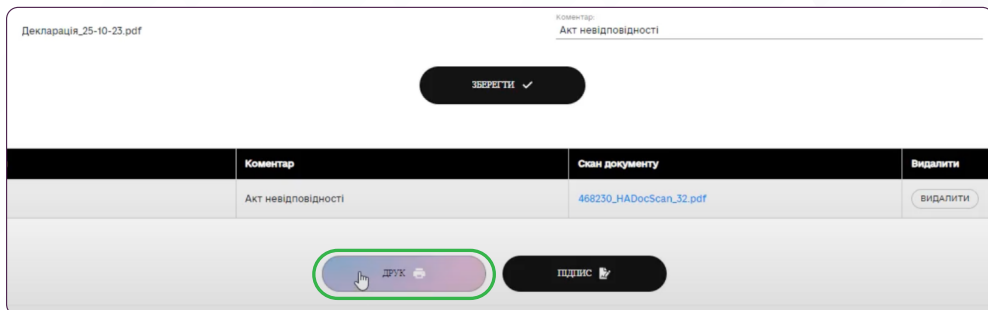 Коментар:
Декларація_25-10-23.pdf
Акт невідповідності
ЗБЕРЕГТИ
Коментар
Скан документу
Видалити
Акт невідповідності
468230_HADocScan_32.pdf
ВИДАЛИТИ
ДРУК
ПІДПИС